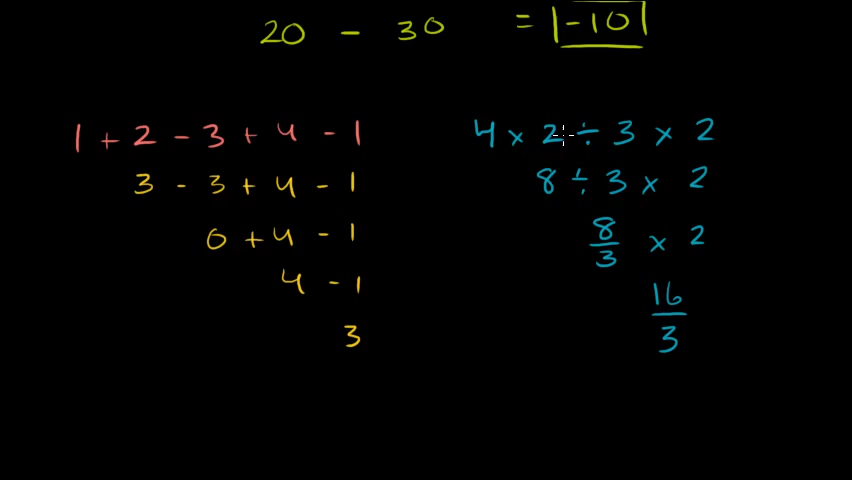 20 - 30 = -10
1 + 2 - 3 + 4 - 1
3 - 3 + 4 - 1
0 + 4 - 1
4 - 1
3
4 × 2 ÷ 3 × 2
8 ÷ 3 × 2
8/3 × 2
16/3